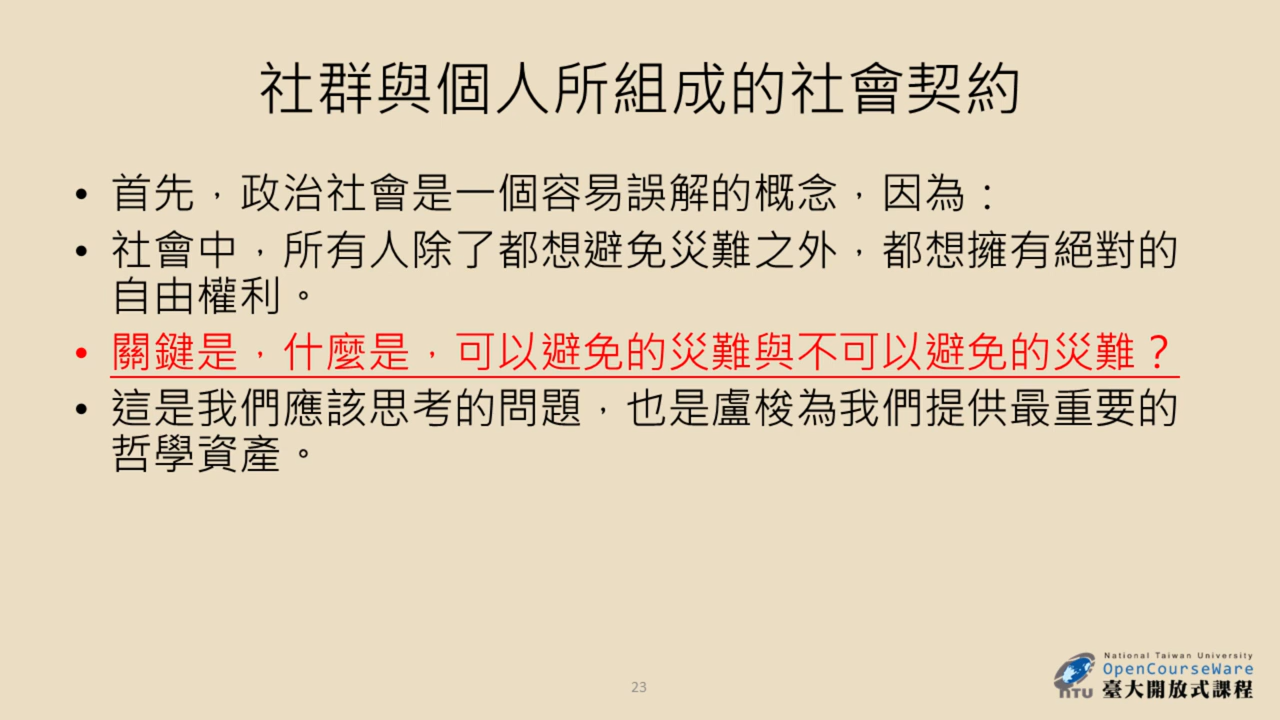 社群與個人所組成的社會契約
• 首先，政治社會是一個容易誤解的概念，因為：
• 社會中，所有人除了都想避免災難之外，都想擁有絕對的
自由權利。
• 關鍵是，什麼是，可以避免的災難與不可以避免的災難？
• 這是我們應該思考的問題，也是盧梭為我們提供最重要的
哲學資產。
23
National Taiwan University
OpenCourseWare
NTU 臺大開放式課程